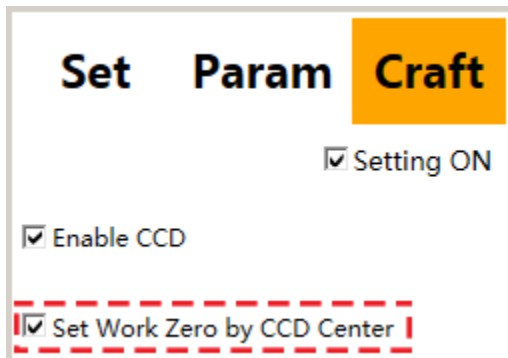 Set Param Craft
Setting ON
Enable CCD
Set Work Zero by CCD Center